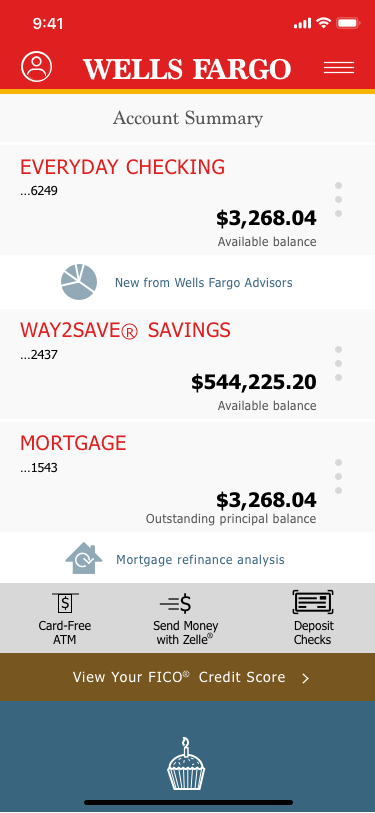 9:41
WELLS FARGO
Account Summary
EVERYDAY CHECKING
...6249
$3,268.04
Available balance
New from Wells Fargo Advisors
WAY2SAVE® SAVINGS
...2437
$544,225.20
Available balance
MORTGAGE
...1543
$3,268.04
Outstanding principal balance
Mortgage refinance analysis
Card-Free
ATM
Send Money
with Zelle®
Deposit
Checks
View Your FICO® Credit Score >